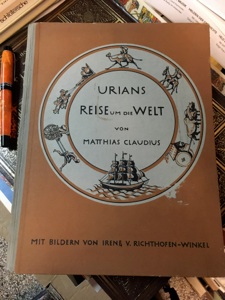 URIANS
REISE UM DIE WELT
VON
MATTHIAS CLAUDIUS
MIT BILDERN VON IRENE V. RICHTHOFEN-WINKEL